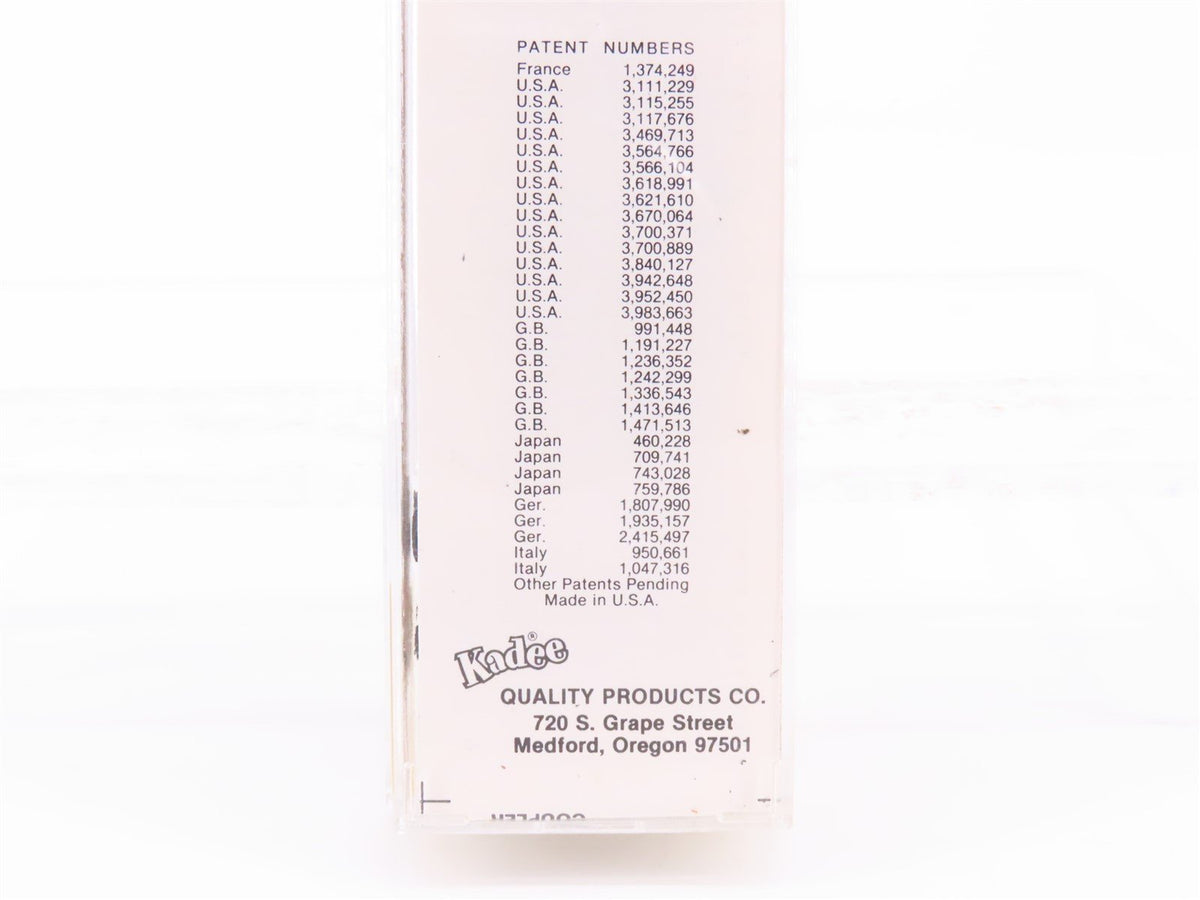 PATENT NUMBERS
France 1,374,249
U.S.A. 3,111,229
U.S.A. 3,115,255
U.S.A. 3,117,676
U.S.A. 3,469,713
U.S.A. 3,564,766
U.S.A. 3,566,104
U.S.A. 3,618,991
U.S.A. 3,621,610
U.S.A. 3,670,064
U.S.A. 3,700,371
U.S.A. 3,700,889
U.S.A. 3,840,127
U.S.A. 3,942,648
U.S.A. 3,952,450
U.S.A. 3,983,663
G.B. 991,448
G.B. 1,191,227
G.B. 1,236,352
G.B. 1,242,299
G.B. 1,336,543
G.B. 1,413,646
G.B. 1,471,513
Japan 460,228
Japan 709,741
Japan 743,028
Japan 759,786
Ger. 1,807,990
Ger. 1,935,157
Ger. 2,415,497
Italy 950,661
Italy 1,047,316
Other Patents Pending
Made in U.S.A.
Kadee®
QUALITY PRODUCTS CO.
720 S. Grape Street
Medford, Oregon 97501
COUPLER